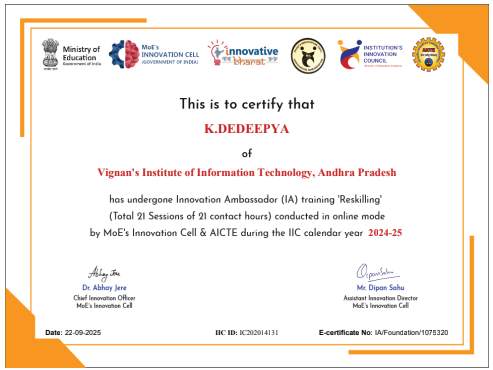 Ministry of
Education
Government of India
MoE's
INNOVATION CELL
(GOVERNMENT OF INDIA)
innovative
bharat
INSTITUTION'S
INNOVATION
COUNCIL
AICTE
This is to certify that
K.DEDEEPYA
of
Vignan's Institute of Information Technology, Andhra Pradesh
has undergone Innovation Ambassador (IA) training 'Reskilling'
(Total 21 Sessions of 21 contact hours) conducted in online mode
by MoE's Innovation Cell & AICTE during the IIC calendar year 2024-25
Dr. Abhay Jere
Chief Innovation Officer
MoE's Innovation Cell
Mr. Dipan Sahu
Assistant Innovation Director
MoE's Innovation Cell
Date: 22-09-2025
IIC ID: IC202014131
E-certificate No: IA/Foundation/1075320